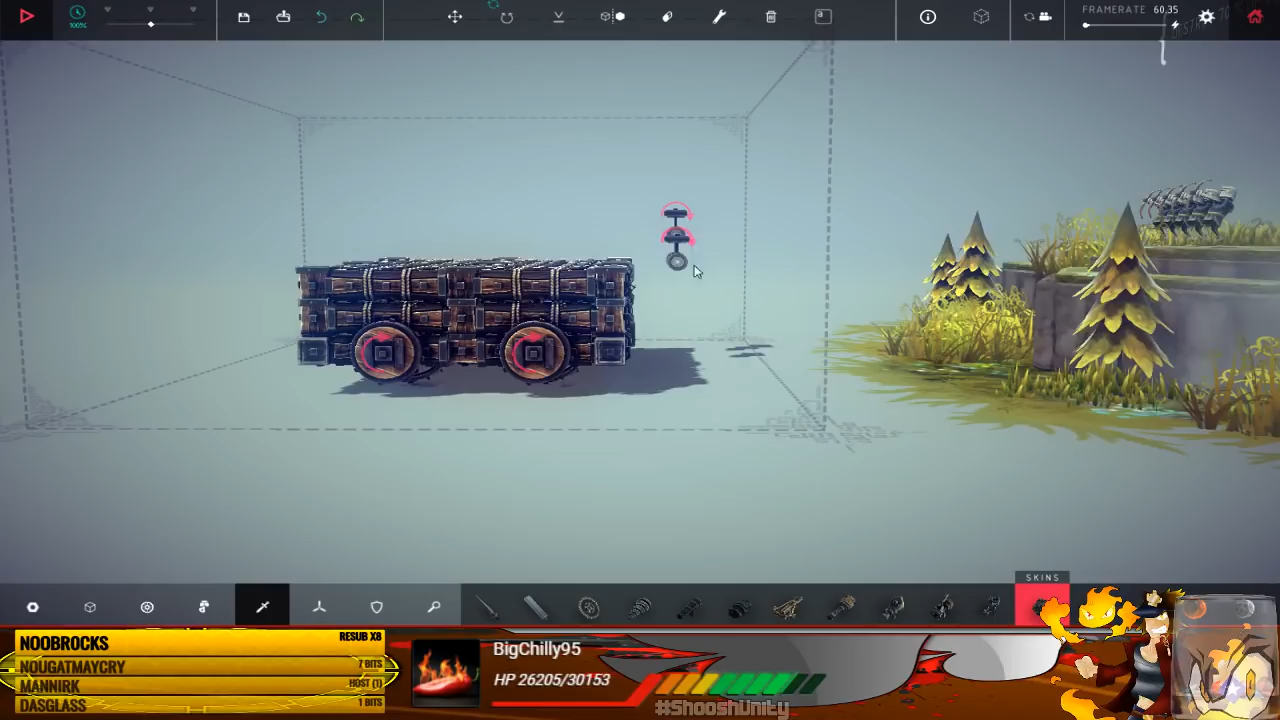 100%
FRAMERATE 60.35
SKINS
NOOBROCKS RESUB X8
NOUGATMAYCRY 7 BITS
MANNIRK HOST (1)
DASGLASS 1 BITS
BigChilly95
HP 26205/30153
#ShooshUnity